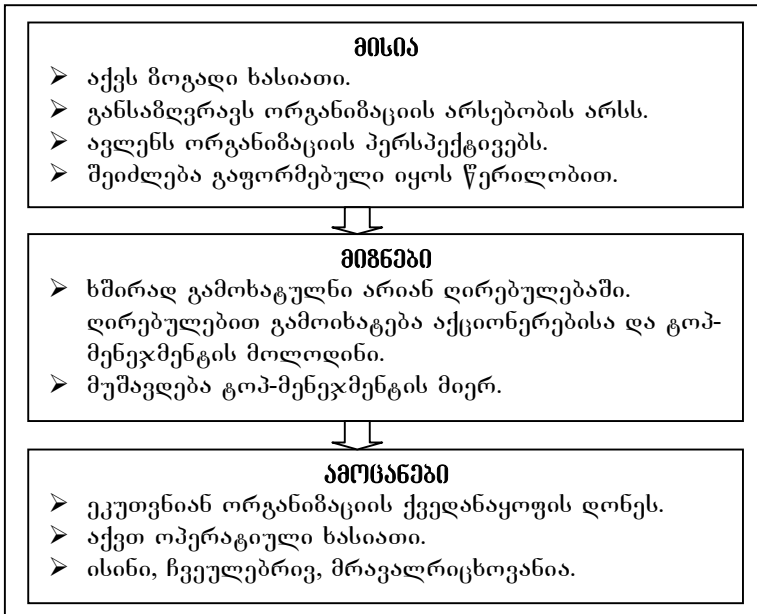 მისია
➢ აქვს ზოგადი ხასიათი.
➢ განსაზღვრავს ორგანიზაციის არსებობის არსს.
➢ ავლენს ორგანიზაციის პერსპექტივებს.
➢ შეიძლება გაფორმებული იყოს წერილობით.
მიზნები
➢ ხშირად გამოხატულნი არიან ღირებულებაში.
ღირებულებით გამოიხატება აქციონერებისა და ტოპ-
მენეჯმენტის მოლოდინი.
➢ მუშავდება ტოპ-მენეჯმენტის მიერ.
ამოცანები
➢ ეკუთვნიან ორგანიზაციის ქვედანაყოფის დონეს.
➢ აქვთ ოპერატიული ხასიათი.
➢ ისინი, ჩვეულებრივ, მრავალრიცხოვანია.